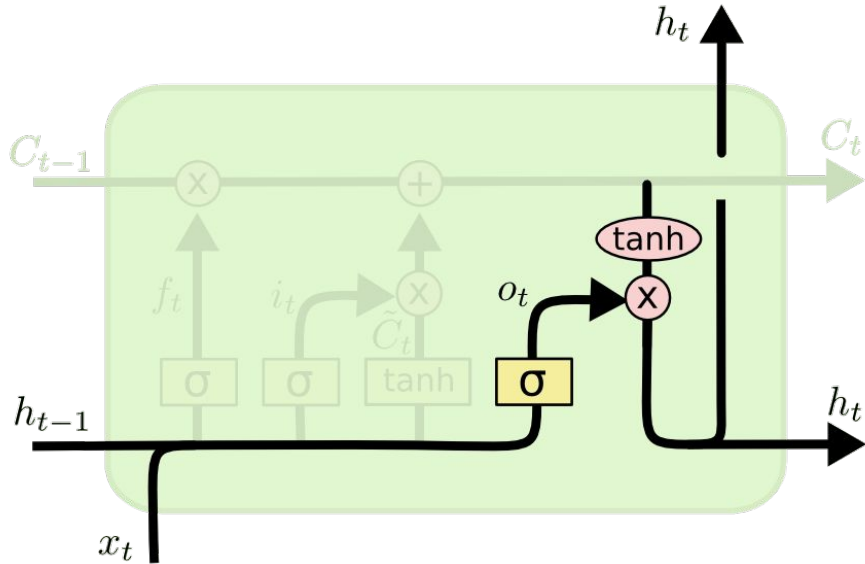 h_t
C_{t-1}
C_t
x
+
tanh
f_t
i_t
x
o_t
x
C̃_t
σ
σ
tanh
σ
h_{t-1}
h_t
x_t